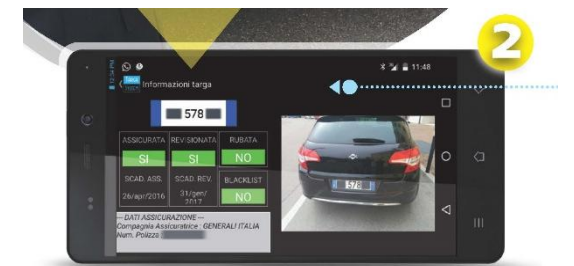 2
11:48
Targa
Informazioni targa
578
ASSICURATA REVISIONATA RUBATA
SI SI NO
SCAD. ASS. SCAD. REV. BLACKLIST
26/apr/2016 31/gen/2017 NO
--- DATI ASSICURAZIONE ---
Compagnia Assicuratrice : GENERALI ITALIA
Num. Polizza
578